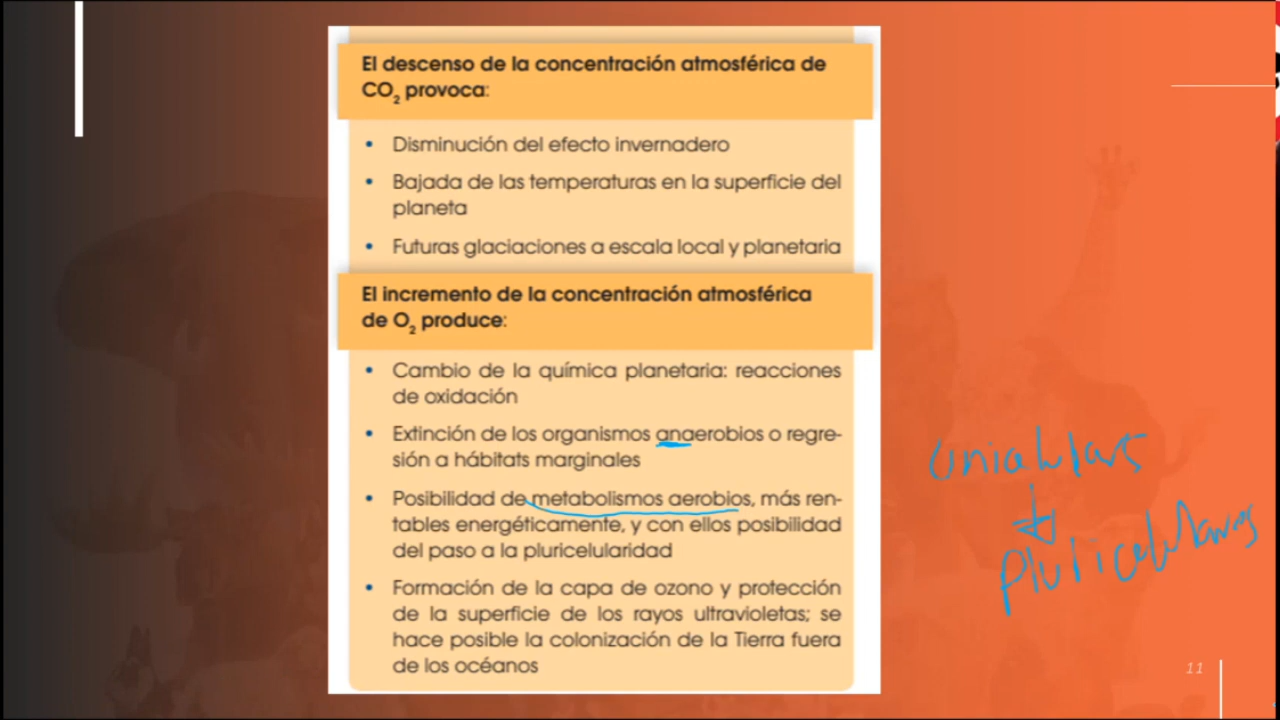 El descenso de la concentración atmosférica de
CO₂ provoca:
• Disminución del efecto invernadero
• Bajada de las temperaturas en la superficie del
planeta
• Futuras glaciaciones a escala local y planetaria
El incremento de la concentración atmosférica
de O₂ produce:
• Cambio de la química planetaria: reacciones
de oxidación
• Extinción de los organismos anaerobios o regre-
sión a hábitats marginales
• Posibilidad de metabolismos aerobios, más ren-
tables energéticamente, y con ellos posibilidad
del paso a la pluricelularidad
• Formación de la capa de ozono y protección
de la superficie de los rayos ultravioletas; se
hace posible la colonización de la Tierra fuera
de los océanos
pluricelulares
11